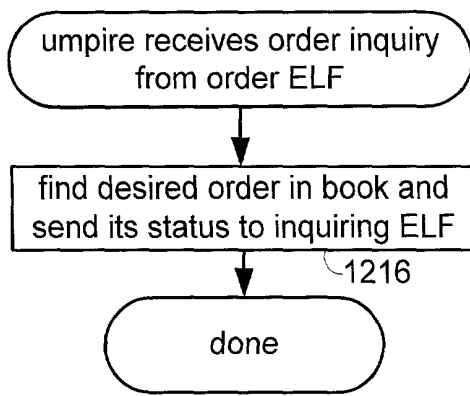 umpire receives order inquiry
from order ELF
find desired order in book and
send its status to inquiring ELF
1216
done